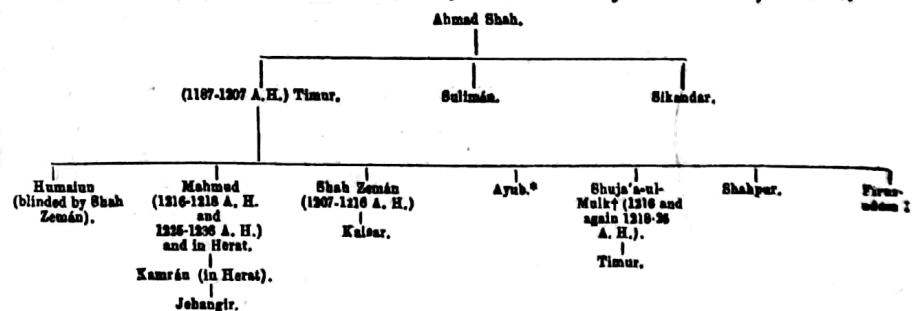 Ahmad Shah.
(1187-1207 A.H.) Timur.
Sulimán.
Sikandar.
Humaiun
(blinded by Shah
Zemán).
Mahmud
(1216-1218 A. H.
and
1225-1236 A. H.)
and in Herat.
Kamrán (in Herat).
Jehangir.
Shah Zemán
(1207-1216 A. H.)
Kaisar.
Ayub.*
Shuja'a-ul-
Mulk† (1216 and
again 1218-25
A. H.).
Timur.
Shahpur.